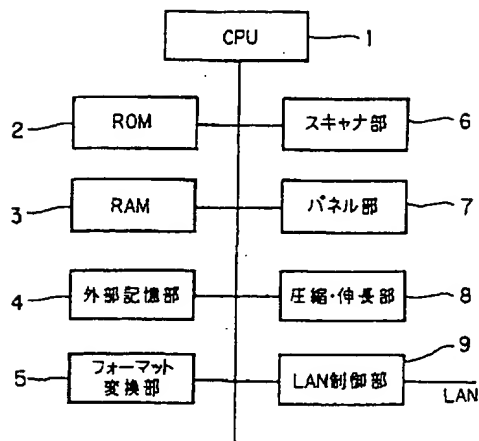 CPU
1
2
ROM
スキャナ部
6
3
RAM
パネル部
7
4
外部記憶部
圧縮・伸長部
8
5
フォーマット
変換部
LAN制御部
9
LAN